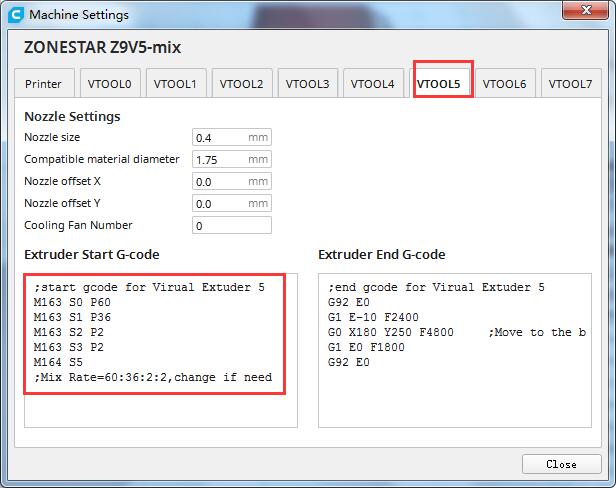 Machine Settings
ZONESTAR Z9V5-mix
Printer VTOOL0 VTOOL1 VTOOL2 VTOOL3 VTOOL4 VTOOL5 VTOOL6 VTOOL7
Nozzle Settings
Nozzle size 0.4 mm
Compatible material diameter 1.75 mm
Nozzle offset X 0.0 mm
Nozzle offset Y 0.0 mm
Cooling Fan Number 0
Extruder Start G-code
;start gcode for Virual Extuder 5
M163 S0 P60
M163 S1 P36
M163 S2 P2
M163 S3 P2
M164 S5
;Mix Rate=60:36:2:2,change if need
Extruder End G-code
;end gcode for Virual Extuder 5
G92 E0
G1 E-10 F2400
G0 X180 Y250 F4800 ;Move to the b
G1 E0 F1800
G92 E0
Close